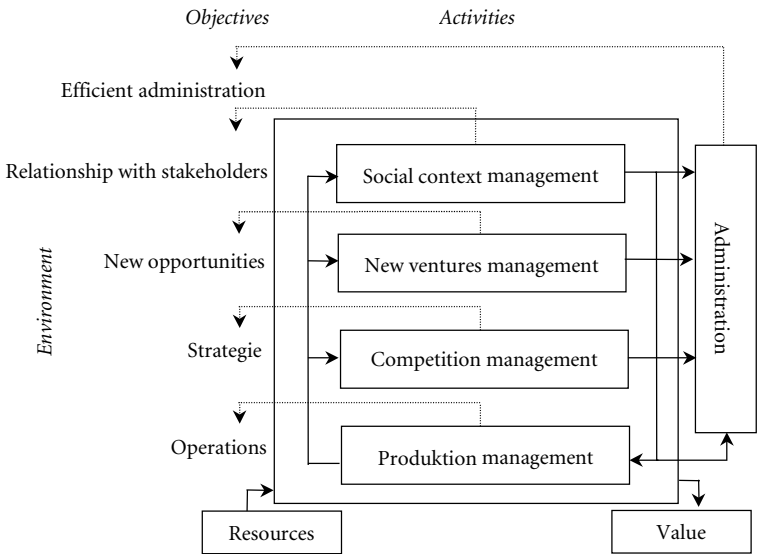 Objectives
Activities
Efficient administration
Relationship with stakeholders
Social context management
New opportunities
New ventures management
Environment
Administration
Strategie
Competition management
Operations
Produktion management
Resources
Value